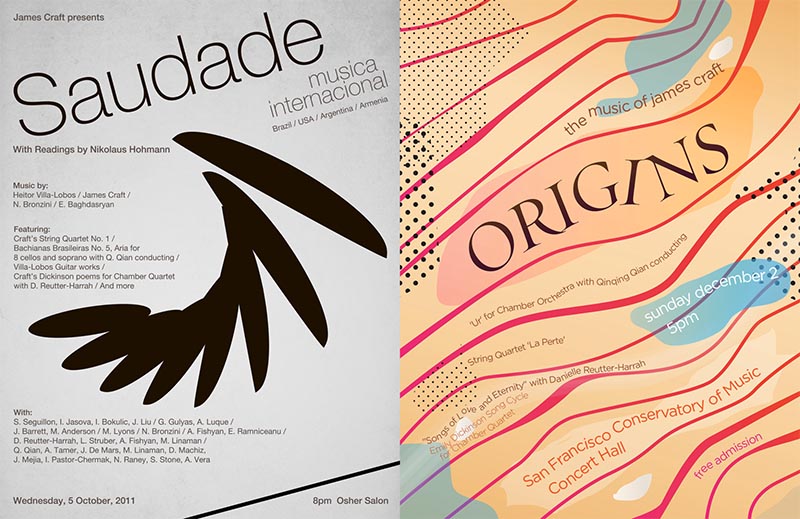 James Craft presents
Saudade
musica
internacional
Brazil / USA / Argentina / Armenia
With Readings by Nikolaus Hohmann
Music by:
Heitor Villa-Lobos / James Craft /
N. Bronzini / E. Baghdasryan
Featuring:
Craft's String Quartet No. 1 /
Bachianas Brasileiras No. 5, Aria for
8 cellos and soprano with Q. Qian conducting /
Villa-Lobos Guitar works /
Craft's Dickinson poems for Chamber Quartet
with D. Reutter-Harrah / And more
With:
S. Seguillon, I. Jasova, I. Bokulic, J. Liu / G. Gulyas, A. Luque /
J. Barrett, M. Anderson / M. Lyons / N. Bronzini / A. Fishyan, E. Ramniceanu /
D. Reutter-Harrah, L. Struber, A. Fishyan, M. Linaman /
Q. Qian, A. Tamer, J. De Mars, M. Linaman, D. Machiz,
J. Mejia, I. Pastor-Chermak, N. Raney, S. Stone, A. Vera
Wednesday, 5 October, 2011
8pm Osher Salon
the music of james craft
ORIGINS
'Ur' for Chamber Orchestra with Qinqing Qian conducting
sunday december 2
5pm
String Quartet 'La Perte'
"Songs of Love and Eternity" with Danielle Reutter-Harrah
Emily Dickinson Song Cycle
for Chamber Quartet
San Francisco Conservatory of Music
Concert Hall
free admission